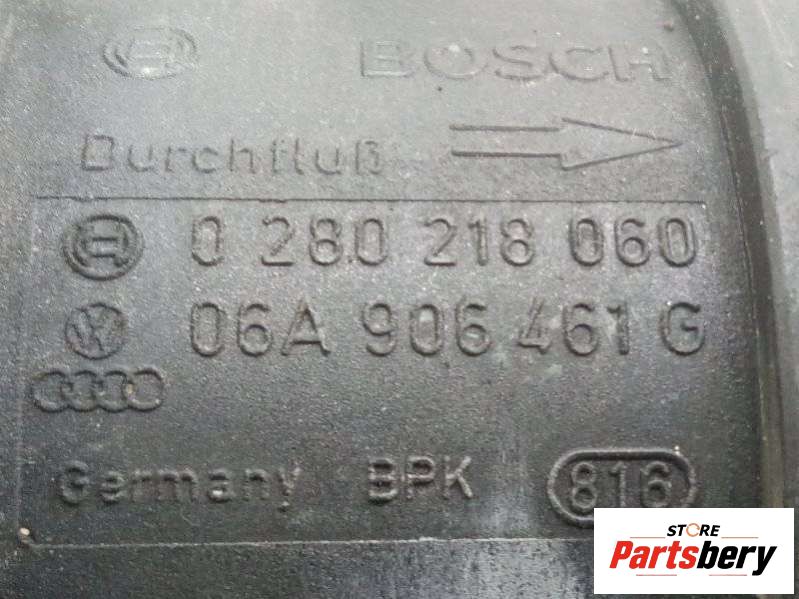 BOSCH
Durchfluß
0 280 218 060
06A 906 461 G
Germany BPK 816
STORE
Partsbery